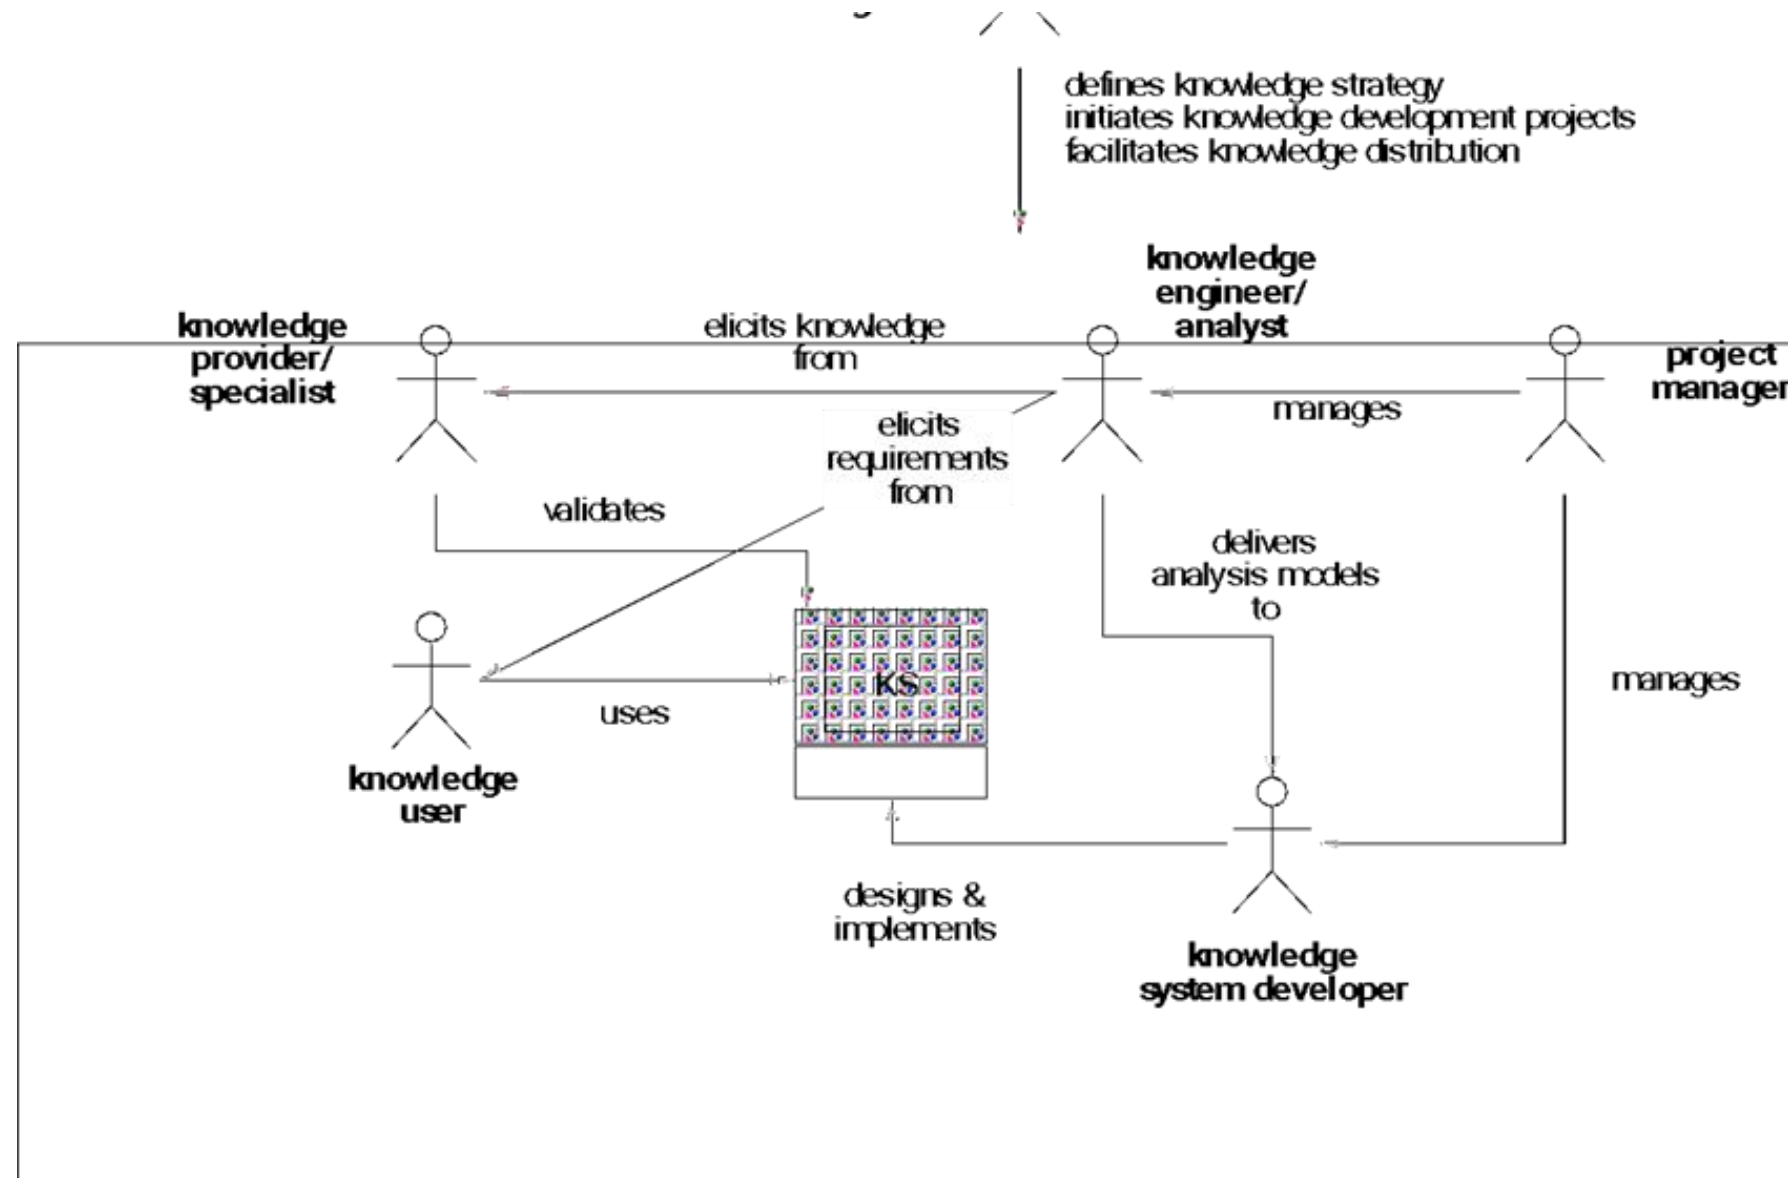 defines knowledge strategy
initiates knowledge development projects
facilitates knowledge distribution
knowledge
engineer/
analyst
knowledge
provider/
specialist
elicits knowledge
from
project
manager
manages
elicits
requirements
from
validates
delivers
analysis models
to
KS
manages
uses
knowledge
user
designs &
implements
knowledge
system developer